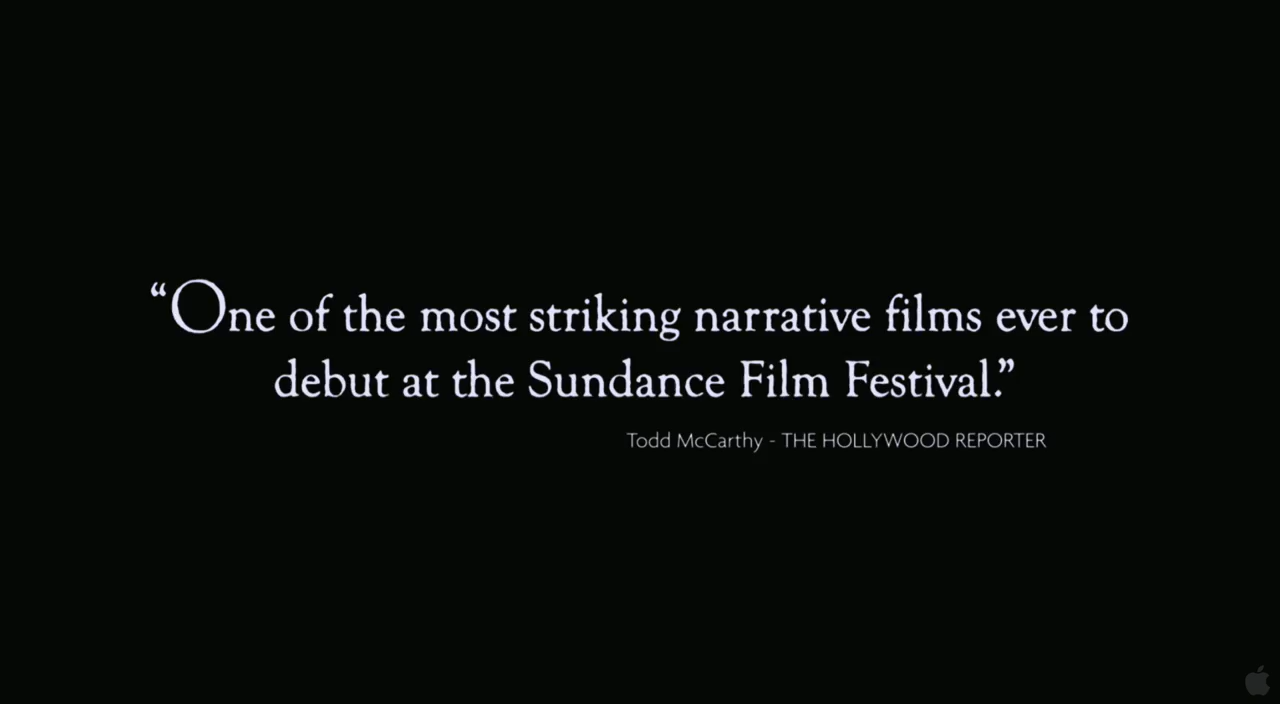 “One of the most striking narrative films ever to
debut at the Sundance Film Festival.”
Todd McCarthy - THE HOLLYWOOD REPORTER